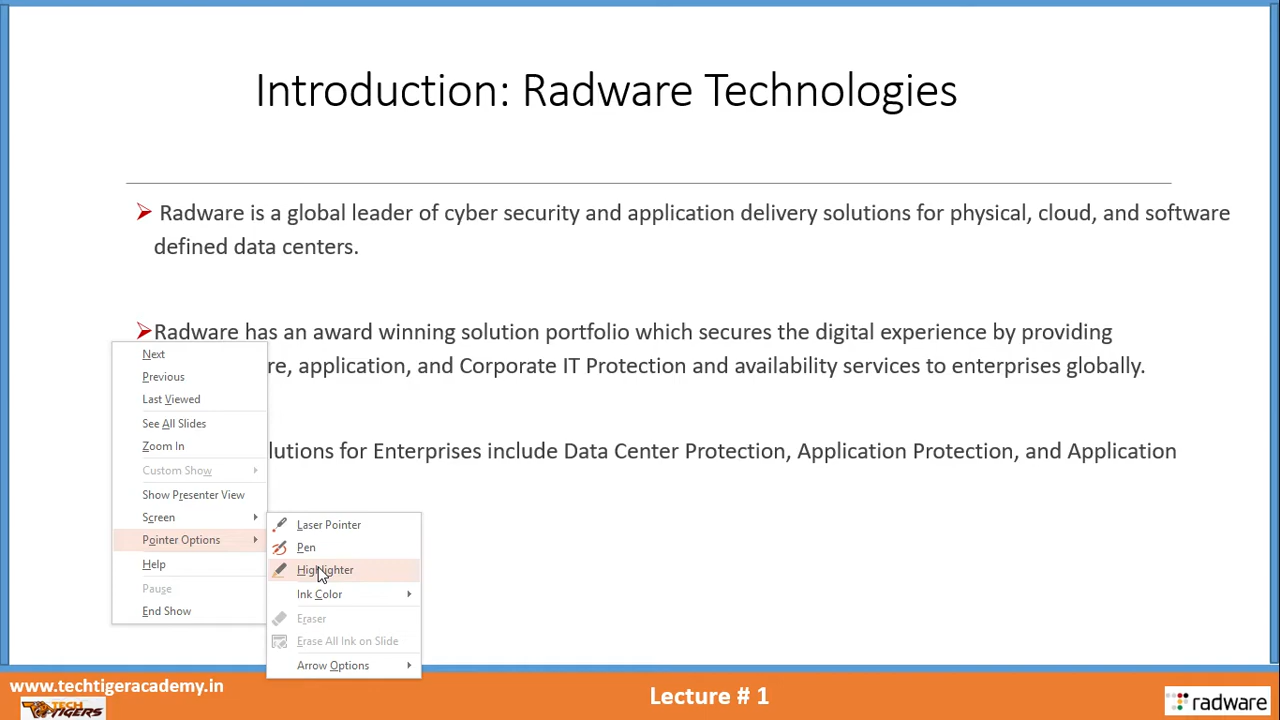 Introduction: Radware Technologies
Radware is a global leader of cyber security and application delivery solutions for physical, cloud, and software
defined data centers.
Radware has an award winning solution portfolio which secures the digital experience by providing
re, application, and Corporate IT Protection and availability services to enterprises globally.
lutions for Enterprises include Data Center Protection, Application Protection, and Application
Next
Previous
Last Viewed
See All Slides
Zoom In
Custom Show
Show Presenter View
Screen
Pointer Options
Help
Pause
End Show
Laser Pointer
Pen
Highlighter
Ink Color
Eraser
Erase All Ink on Slide
Arrow Options
www.techtigeracademy.in
TECH
TIGERS
Lecture # 1
radware